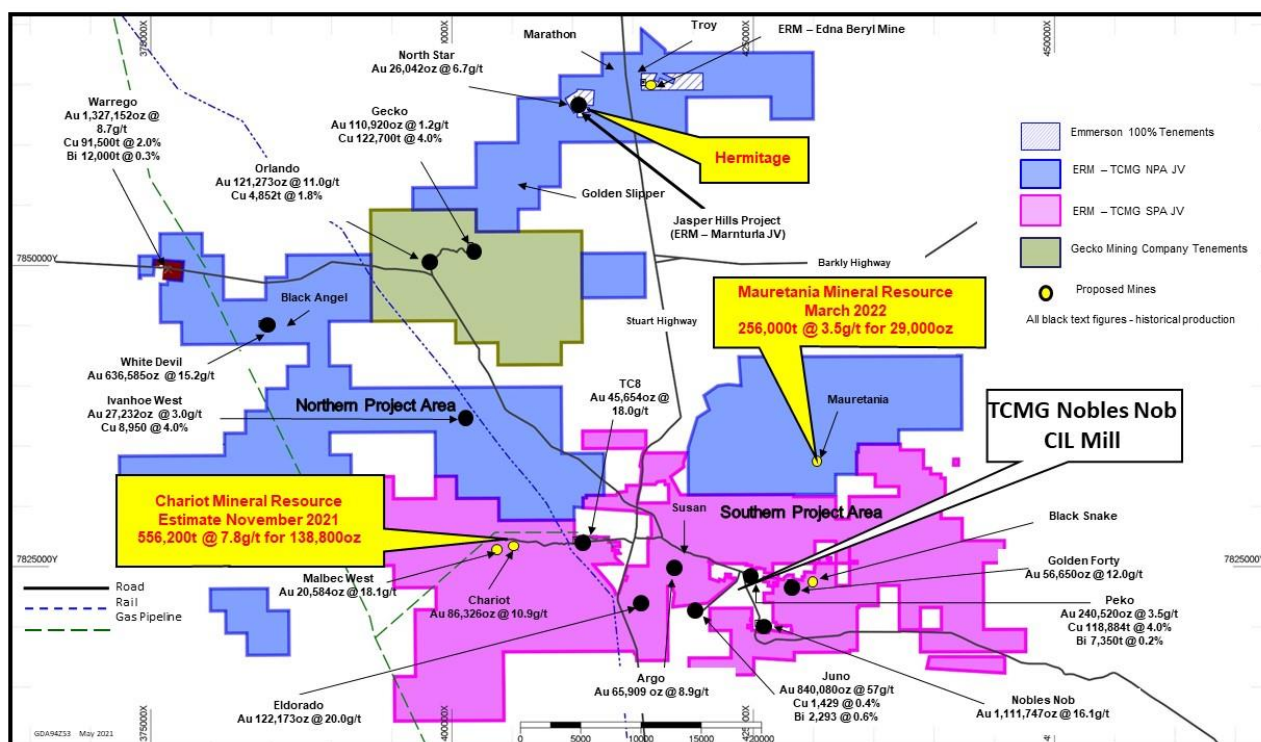 378000X
000X
425000X
450000X
Marathon
Troy
ERM – Edna Beryl Mine
North Star
Au 26,042oz @ 6.7g/t
Warrego
Au 1,327,152oz @
8.7g/t
Cu 91,500t @ 2.0%
Bi 12,000t @ 0.3%
Gecko
Au 110,920oz @ 1.2g/t
Cu 122,700t @ 4.0%
Hermitage
Orlando
Au 121,273oz @ 11.0g/t
Cu 4,852t @ 1.8%
Golden Slipper
Jasper Hills Project
(ERM – Marnturla JV)
Emmerson 100% Tenements
ERM – TCMG NPA JV
ERM – TCMG SPA JV
Gecko Mining Company Tenements
Proposed Mines
All black text figures - historical production
7850000Y
Barkly Highway
Black Angel
Stuart Highway
Mauretania Mineral Resource
March 2022
256,000t @ 3.5g/t for 29,000oz
White Devil
Au 636,585oz @ 15.2g/t
TC8
Au 45,654oz @
18.0g/t
Ivanhoe West
Au 27,232oz @ 3.0g/t
Cu 8,950 @ 4.0%
Northern Project Area
Mauretania
TCMG Nobles Nob
CIL Mill
Chariot Mineral Resource
Estimate November 2021
556,200t @ 7.8g/t for 138,800oz
Susan
Southern Project Area
Black Snake
7825000Y
7825000Y
Golden Forty
Au 56,650oz @ 12.0g/t
Malbec West
Au 20,584oz @ 18.1g/t
Chariot
Au 86,326oz @ 10.9g/t
Peko
Au 240,520oz @ 3.5g/t
Cu 118,884t @ 4.0%
Bi 7,350t @ 0.2%
Road
Rail
Gas Pipeline
Argo
Au 65,909 oz @ 8.9g/t
Juno
Au 840,080oz @ 57g/t
Cu 1,429 @ 0.4%
Bi 2,293 @ 0.6%
Eldorado
Au 122,173oz @ 20.0g/t
Nobles Nob
Au 1,111,747oz @ 16.1g/t
375000X
400000X
0
5000
10000
15000
420000
GDA94Z53 May 2021